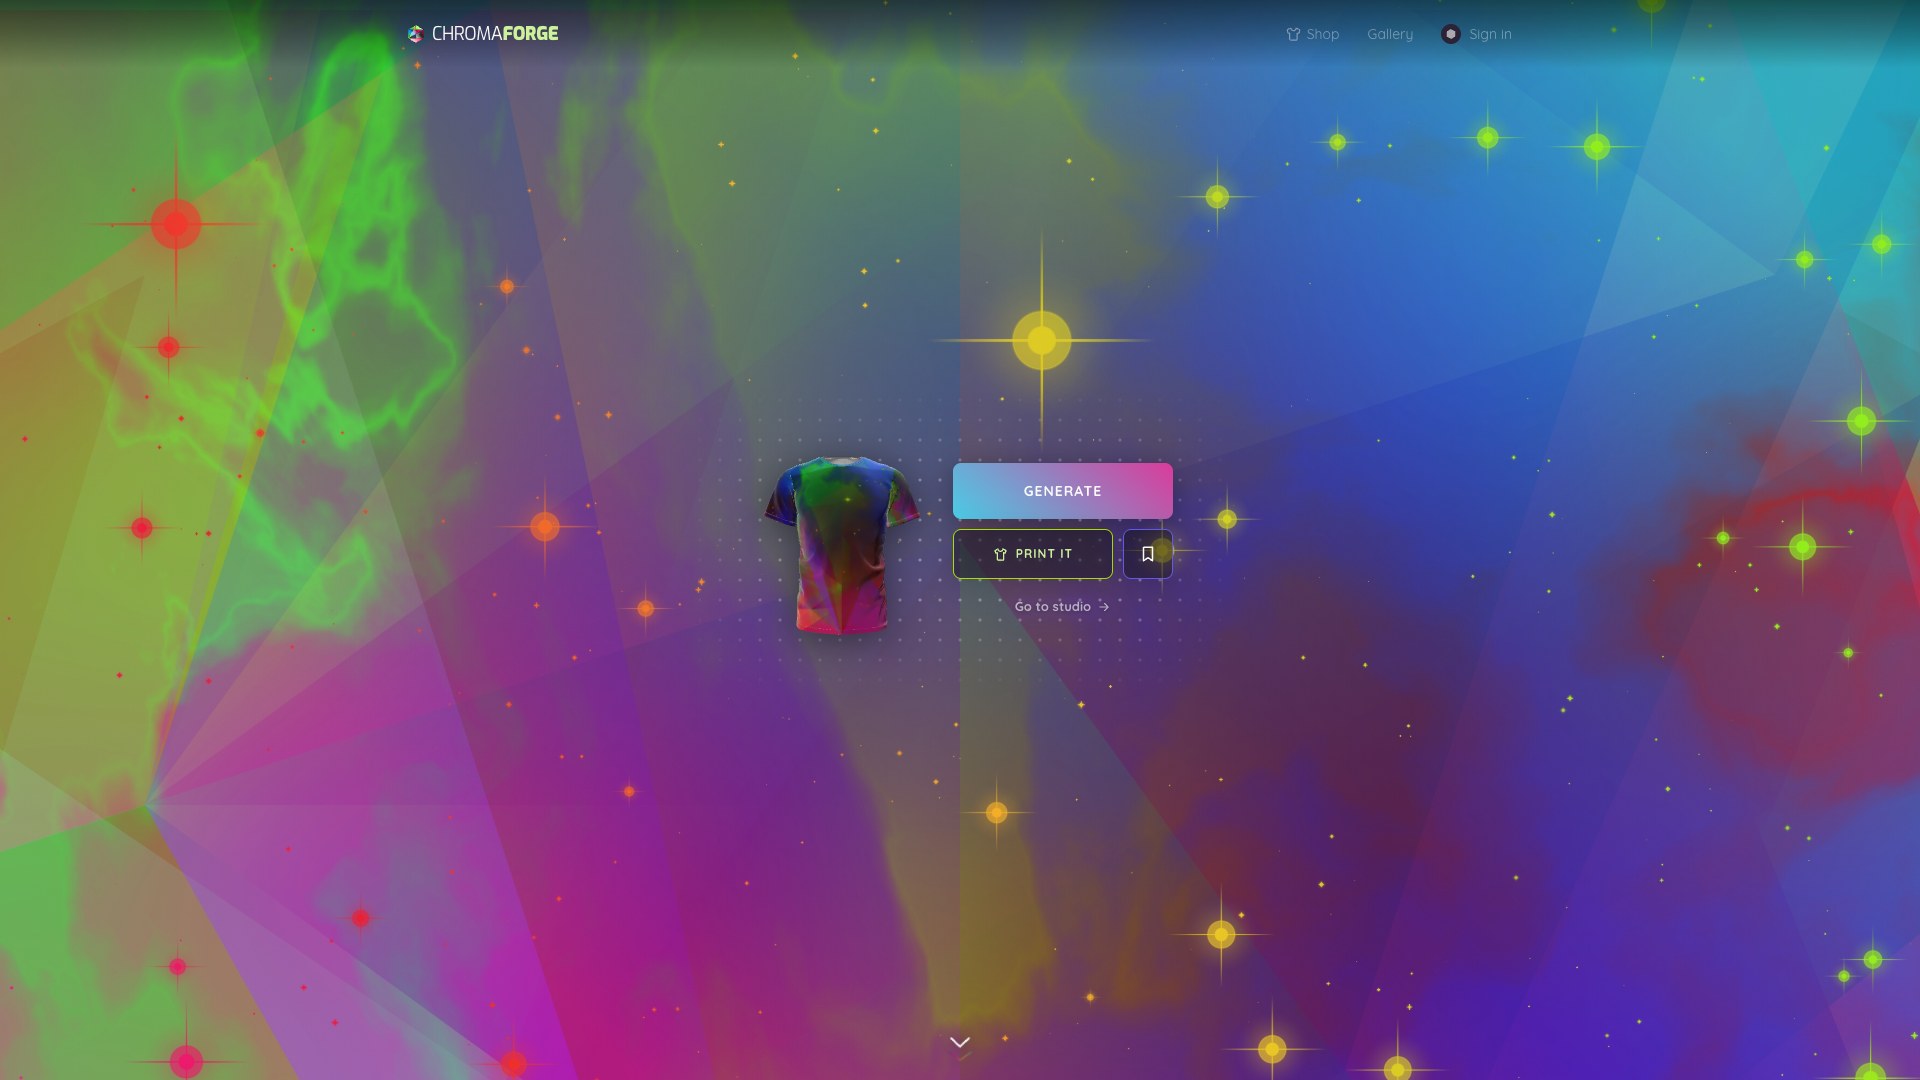 CHROMAFORGE
Shop
Gallery
Sign in
GENERATE
PRINT IT
Go to studio →